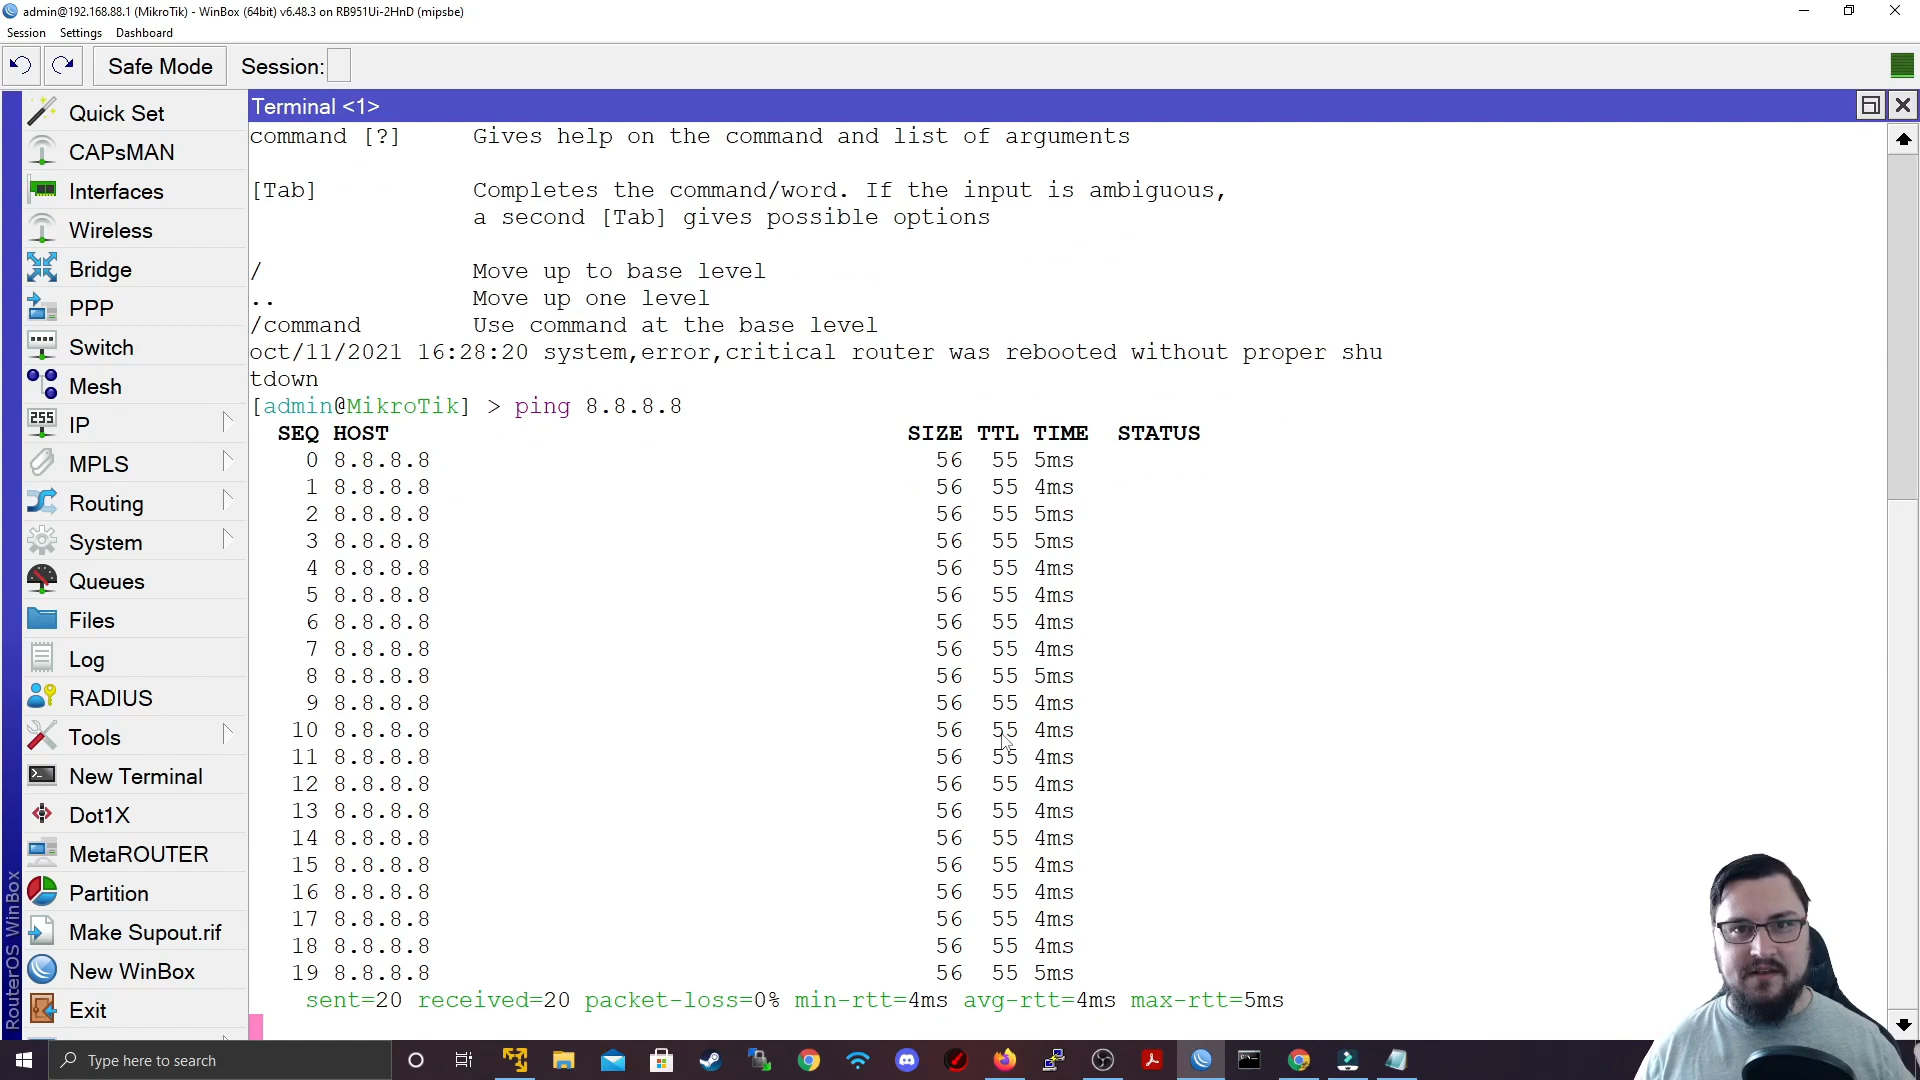 admin@192.168.88.1 (MikroTik) - WinBox (64bit) v6.48.3 on RB951Ui-2HnD (mipsbe)
Session Settings Dashboard
Safe Mode Session:
Quick Set
CAPsMAN
Interfaces
Wireless
Bridge
PPP
Switch
Mesh
IP
MPLS
Routing
System
Queues
Files
Log
RADIUS
Tools
New Terminal
Dot1X
MetaROUTER
Partition
Make Supout.rif
New WinBox
Exit
RouterOS WinBox
Terminal <1>
command [?] Gives help on the command and list of arguments
[Tab] Completes the command/word. If the input is ambiguous,
a second [Tab] gives possible options
/ Move up to base level
.. Move up one level
/command Use command at the base level
oct/11/2021 16:28:20 system,error,critical router was rebooted without proper shu
tdown
[admin@MikroTik] > ping 8.8.8.8
SEQ HOST SIZE TTL TIME STATUS
0 8.8.8.8 56 55 5ms
1 8.8.8.8 56 55 4ms
2 8.8.8.8 56 55 5ms
3 8.8.8.8 56 55 5ms
4 8.8.8.8 56 55 4ms
5 8.8.8.8 56 55 4ms
6 8.8.8.8 56 55 4ms
7 8.8.8.8 56 55 4ms
8 8.8.8.8 56 55 5ms
9 8.8.8.8 56 55 4ms
10 8.8.8.8 56 55 4ms
11 8.8.8.8 56 55 4ms
12 8.8.8.8 56 55 4ms
13 8.8.8.8 56 55 4ms
14 8.8.8.8 56 55 4ms
15 8.8.8.8 56 55 4ms
16 8.8.8.8 56 55 4ms
17 8.8.8.8 56 55 4ms
18 8.8.8.8 56 55 4ms
19 8.8.8.8 56 55 5ms
sent=20 received=20 packet-loss=0% min-rtt=4ms avg-rtt=4ms max-rtt=5ms
Type here to search